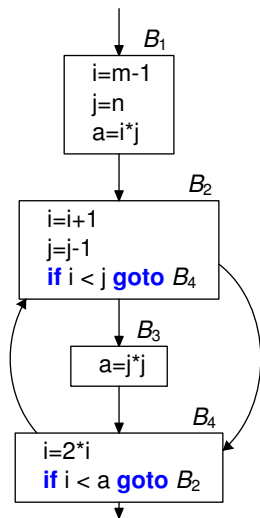 B1
i=m-1
j=n
a=i*j
B2
i=i+1
j=j-1
if i < j goto B4
B3
a=j*j
B4
i=2*i
if i < a goto B2